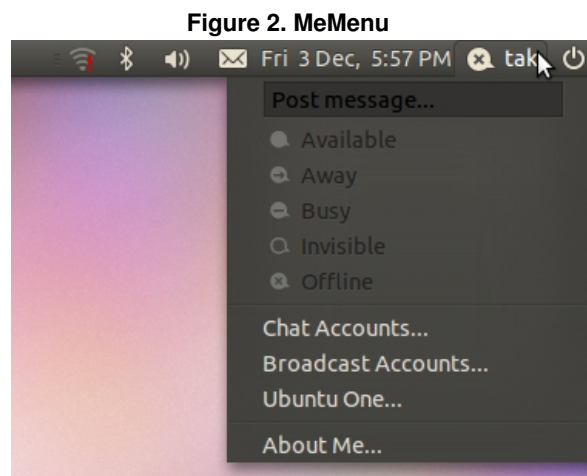 Figure 2. MeMenu
Fri 3 Dec, 5:57 PM tak
Post message...
Available
Away
Busy
Invisible
Offline
Chat Accounts...
Broadcast Accounts...
Ubuntu One...
About Me...